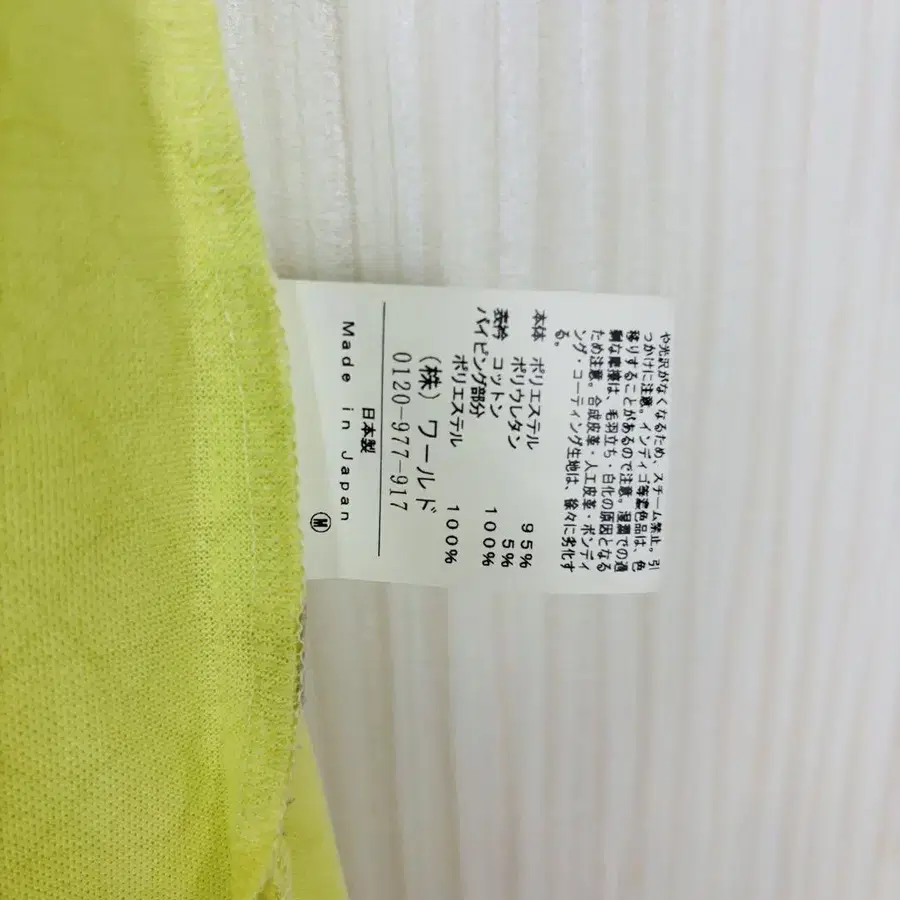 や光沢がなくなるため、スチーム禁止。引
っかけに注意。インディゴ等濃色品は、色
移りすることがあるので注意。湿潤での過
剰な摩擦は、毛羽立ち・白化の原因となる
ため注意。合成皮革・人工皮革・ボンディ
ング・コーティング生地は、徐々に劣化す
る。
本体 ポリエステル 95%
ポリウレタン 5%
表衿 コットン 100%
パイピング部分
ポリエステル 100%
(株)ワールド
0120-977-917
日本製
Made in Japan
M